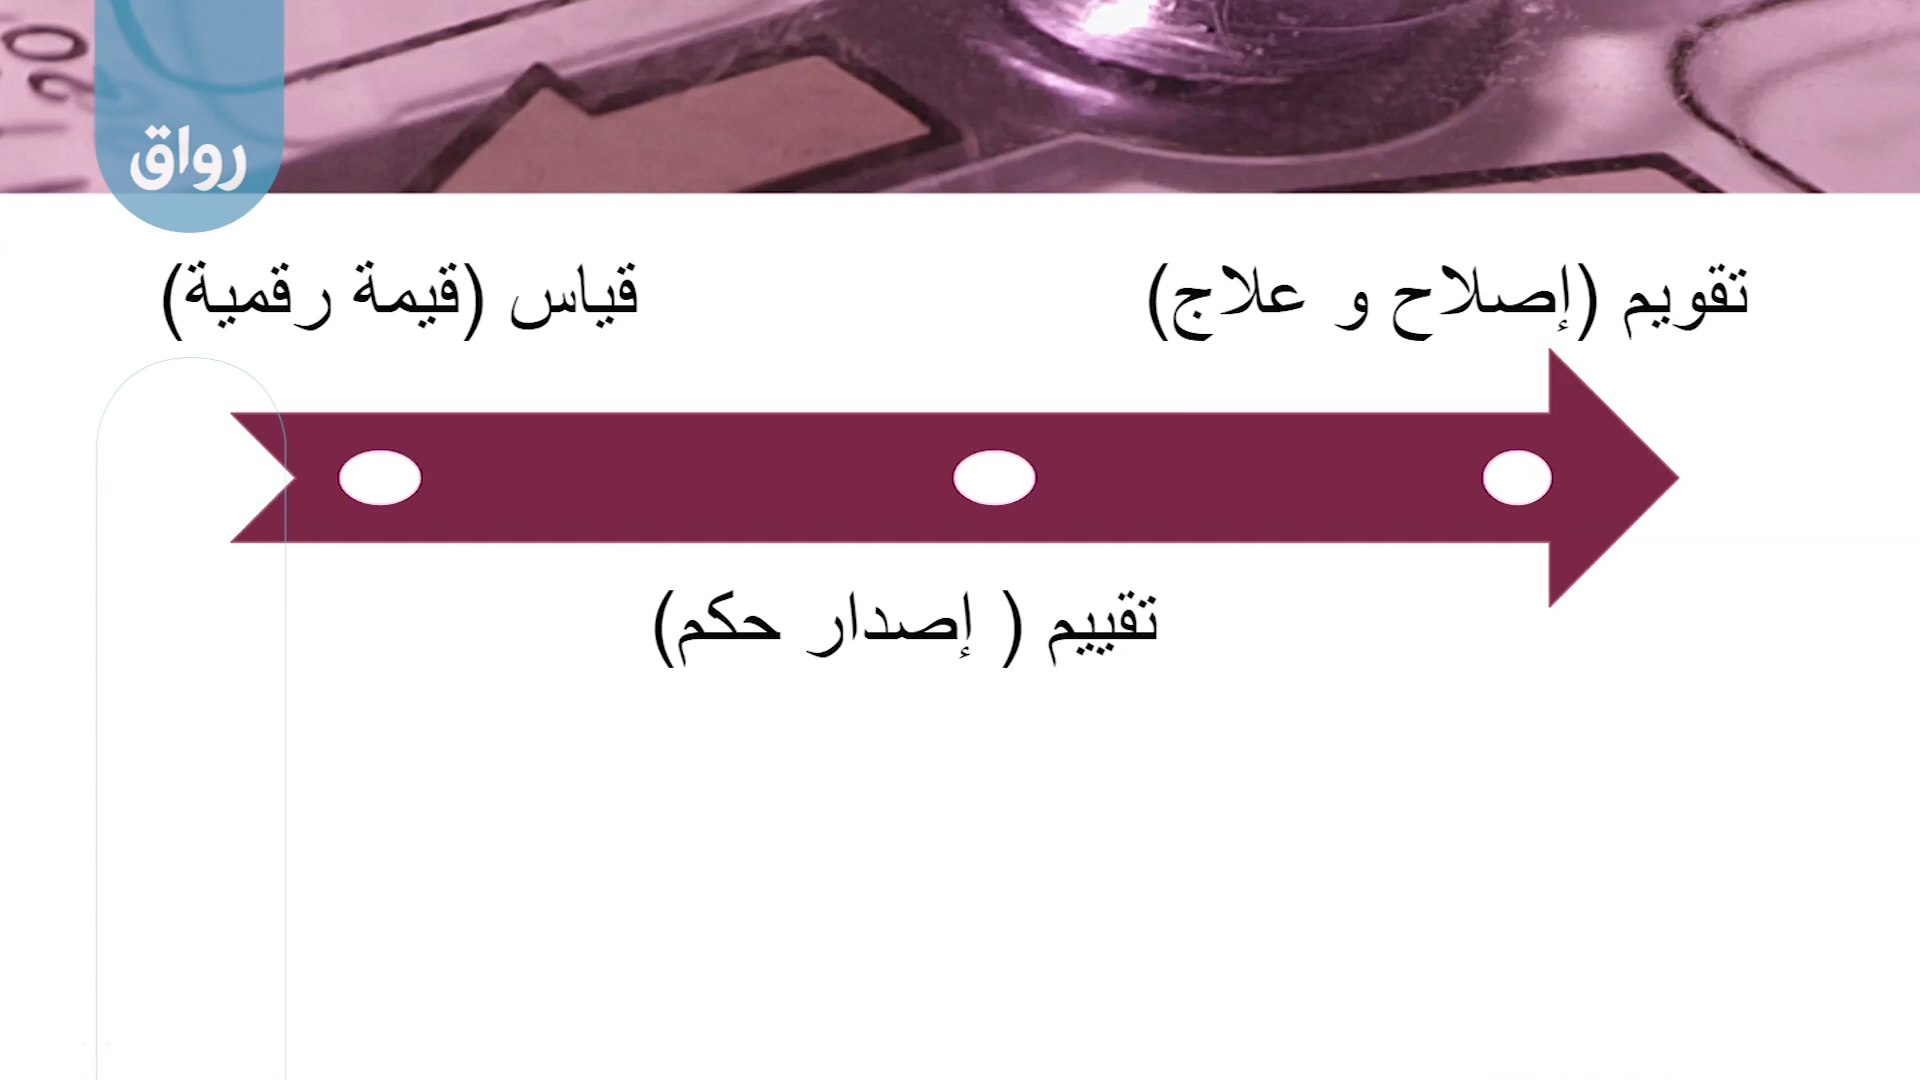 رواق
تقويم (إصلاح و علاج)
قياس (قيمة رقمية)
تقييم ( إصدار حكم)